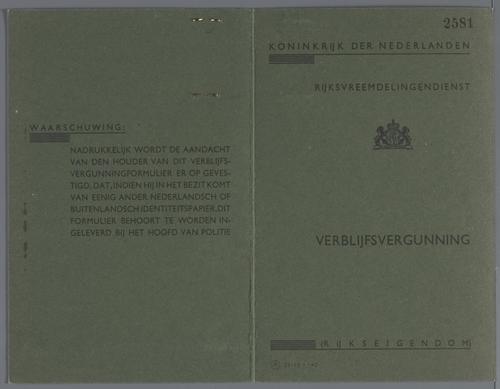 WAARSCHUWING:
NADRUKKELIJK WORDT DE AANDACHT
VAN DEN HOUDER VAN DIT VERBLIJFS-
VERGUNNINGFORMULIER ER OP GEVES-
TIGD, DAT, INDIEN HIJ IN HET BEZIT KOMT
VAN EENIG ANDER NEDERLANDSCH OF
BUITENLANDSCH IDENTITEITSPAPIER, DIT
FORMULIER BEHOORT TE WORDEN IN-
GELEVERD BIJ HET HOOFD VAN POLITIE
2581
KONINKRIJK DER NEDERLANDEN
RIJKSVREEMDELINGENDIENST
VERBLIJFSVERGUNNING
(RIJKSEIGENDOM)